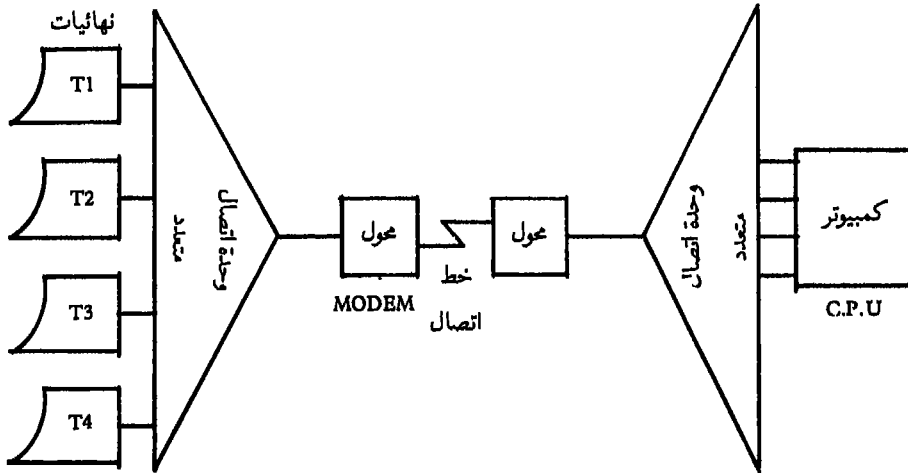 نهائيات
T1
T2
T3
T4
وحدة اتصال
متعدد
محول
MODEM
خط
اتصال
محول
وحدة اتصال
متعدد
كمبيوتر
C.P.U